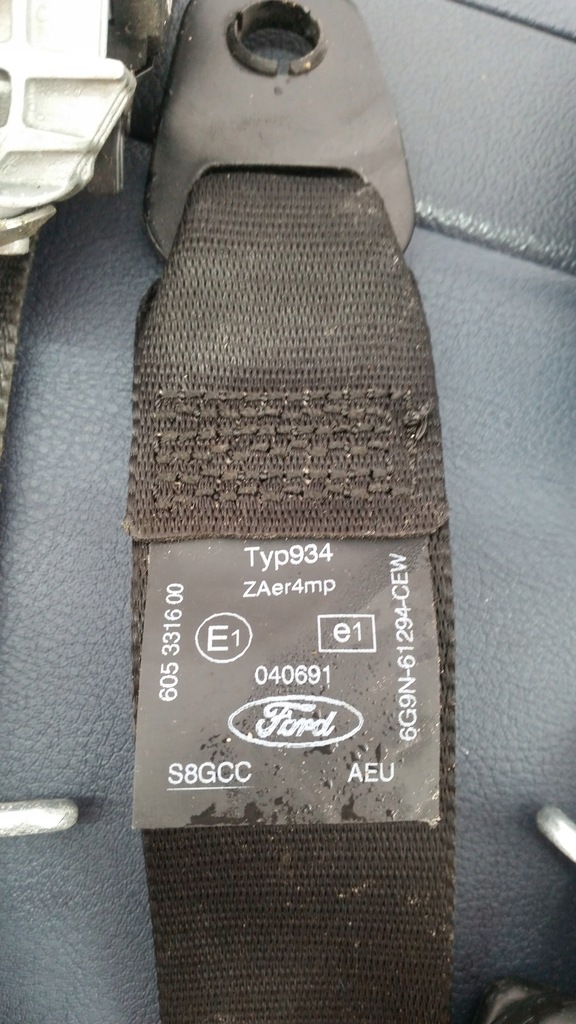 Typ934
ZAer4mp
605 3316 00
E1
e1
6G9N-61294-CEW
040691
Ford
S8GCC AEU